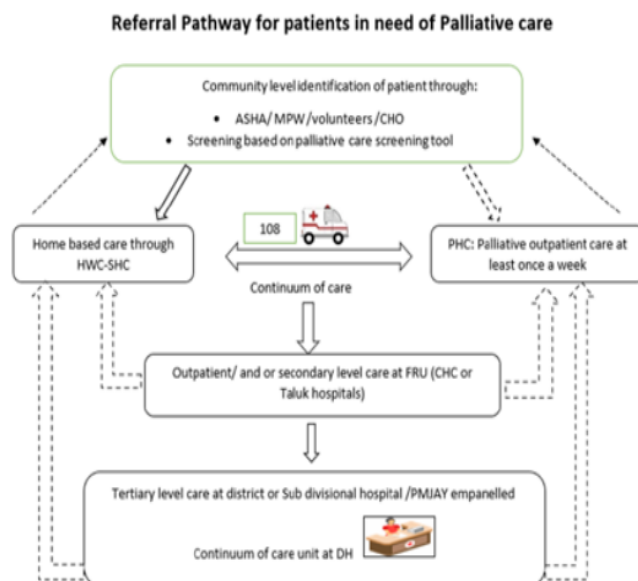 Referral Pathway for patients in need of Palliative care
Community level identification of patient through:
• ASHA/ MPW/volunteers/CHO
• Screening based on palliative care screening tool
108
Home based care through
HWC-SHC
PHC: Palliative outpatient care at
least once a week
Continuum of care
Outpatient/ and or secondary level care at FRU (CHC or
Taluk hospitals)
Tertiary level care at district or Sub divisional hospital /PMJAY empanelled
Continuum of care unit at DH